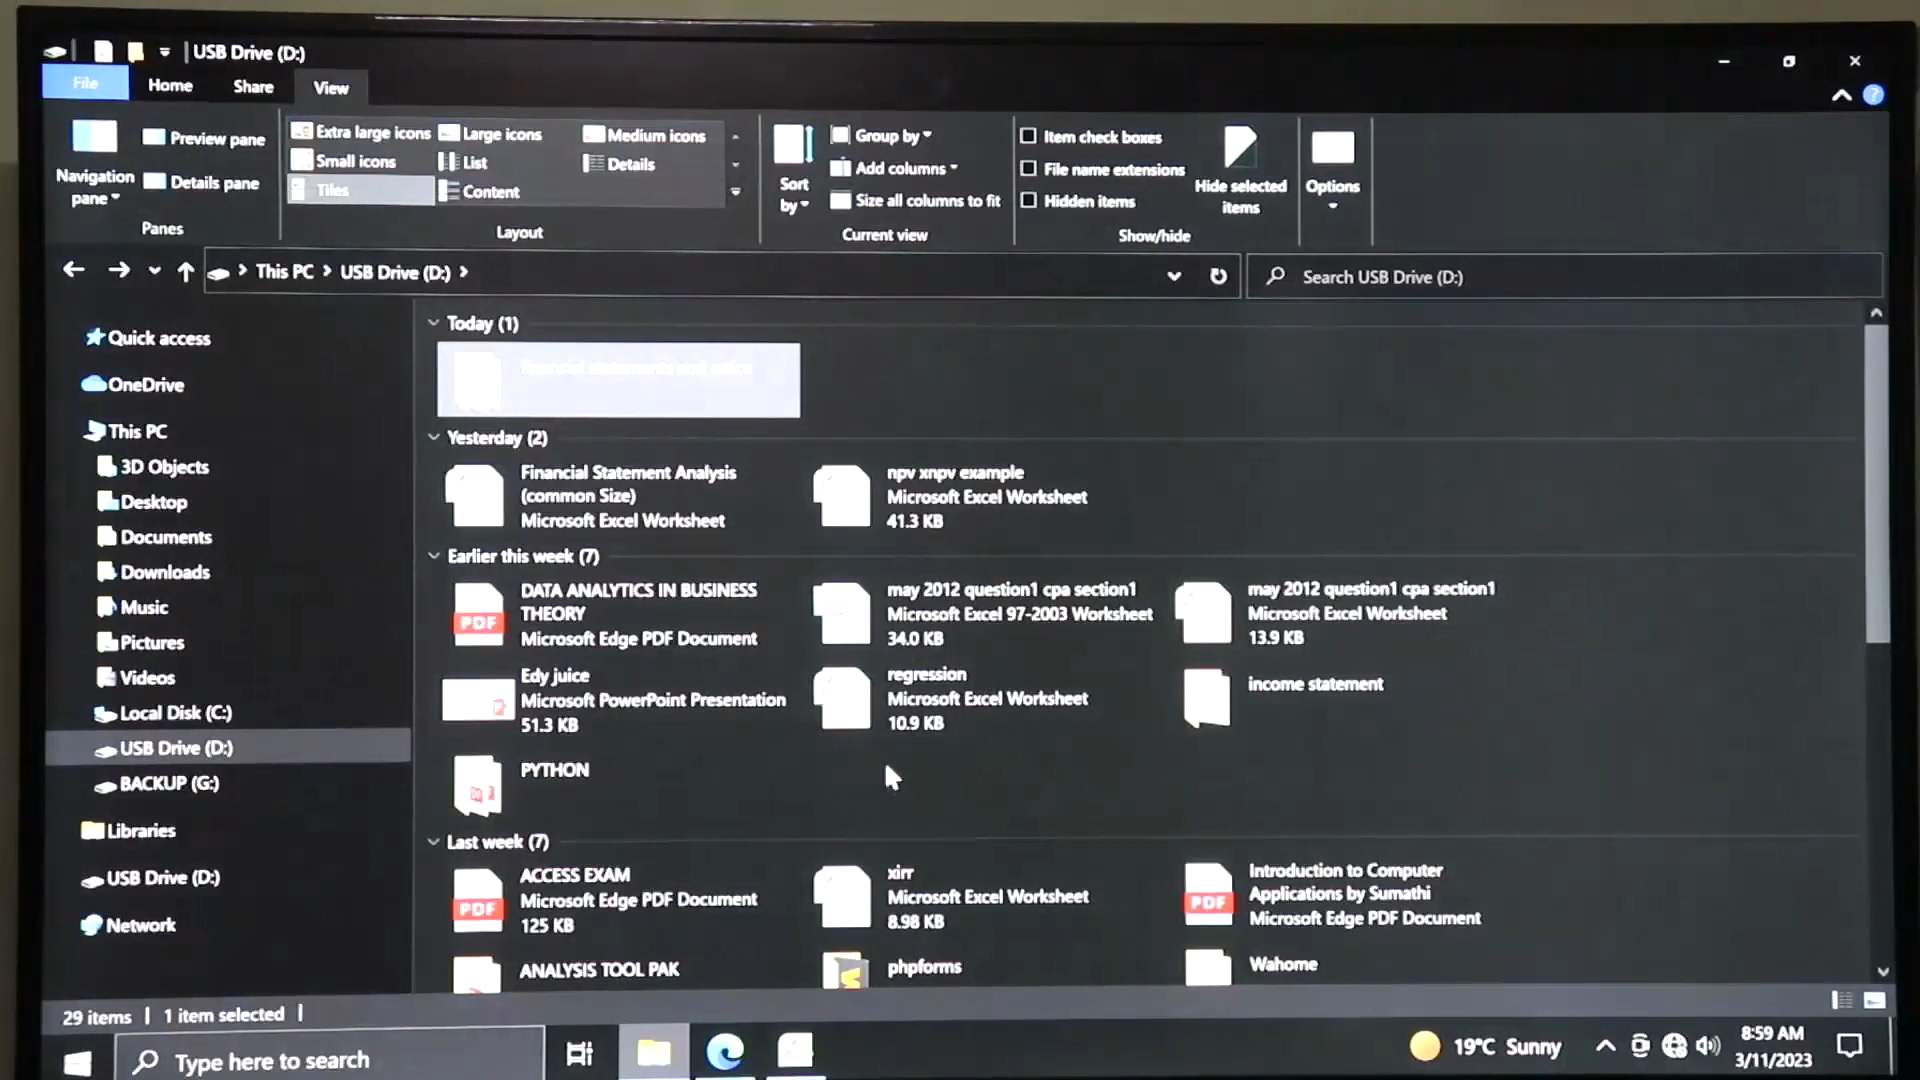 USB Drive (D:)
File Home Share View
Navigation pane
Preview pane
Details pane
Panes
Extra large icons Large icons Medium icons
Small icons List Details
Tiles Content
Layout
Sort by
Group by
Add columns
Size all columns to fit
Current view
Item check boxes
File name extensions
Hidden items
Hide selected items
Show/hide
Options
This PC USB Drive (D:)
Search USB Drive (D:)
Quick access
OneDrive
This PC
3D Objects
Desktop
Documents
Downloads
Music
Pictures
Videos
Local Disk (C:)
USB Drive (D:)
BACKUP (G:)
Libraries
USB Drive (D:)
Network
Today (1)
financial statements and ratios
Yesterday (2)
Financial Statement Analysis
(common Size)
Microsoft Excel Worksheet
npv xnpv example
Microsoft Excel Worksheet
41.3 KB
Earlier this week (7)
PDF
DATA ANALYTICS IN BUSINESS
THEORY
Microsoft Edge PDF Document
may 2012 question1 cpa section1
Microsoft Excel 97-2003 Worksheet
34.0 KB
may 2012 question1 cpa section1
Microsoft Excel Worksheet
13.9 KB
Edy juice
Microsoft PowerPoint Presentation
51.3 KB
regression
Microsoft Excel Worksheet
10.9 KB
income statement
PYTHON
Last week (7)
PDF
ACCESS EXAM
Microsoft Edge PDF Document
125 KB
xirr
Microsoft Excel Worksheet
8.98 KB
PDF
Introduction to Computer
Applications by Sumathi
Microsoft Edge PDF Document
ANALYSIS TOOL PAK
phpforms
Wahome
29 items 1 item selected
Type here to search
19°C Sunny
8:59 AM
3/11/2023